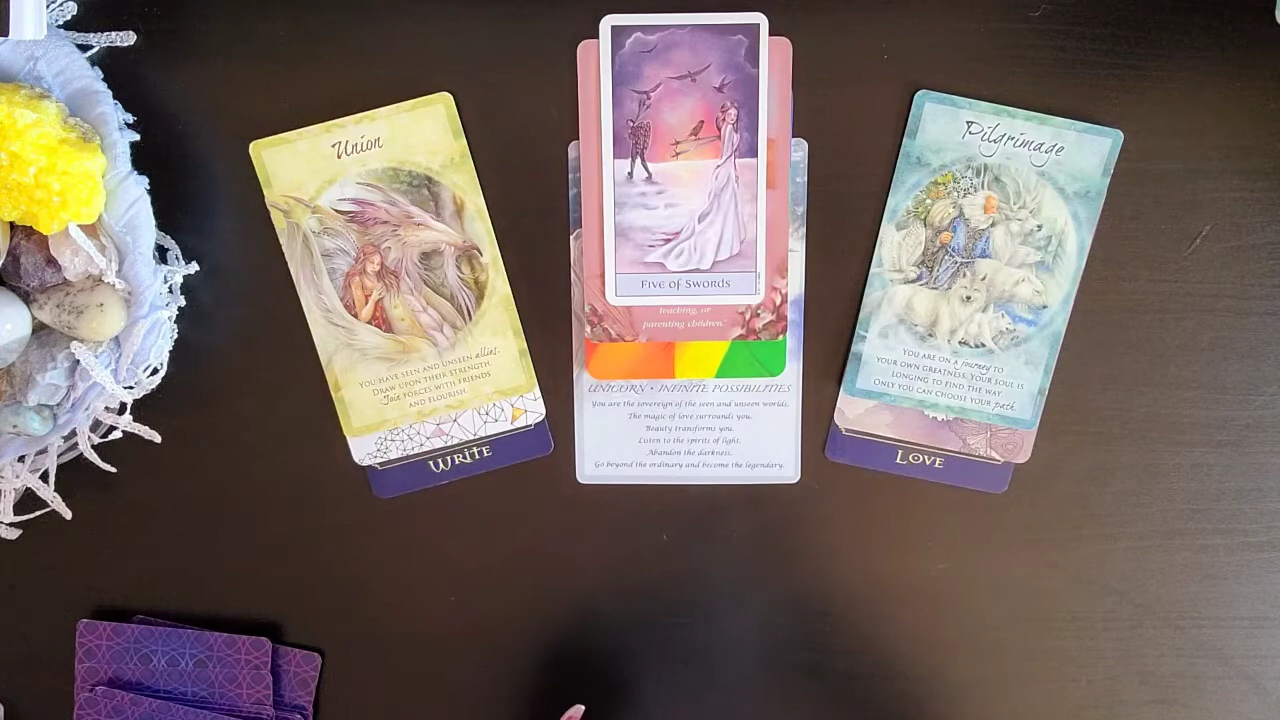 Union
YOU HAVE SEEN AND UNSEEN allies.
DRAW UPON THEIR STRENGTH.
Join FORCES WITH FRIENDS
AND FLOURISH.
WRITE
FIVE OF SWORDS
teaching, or
parenting children."
UNICORN • INFINITE POSSIBILITIES
You are the sovereign of the seen and unseen worlds.
The magic of love surrounds you.
Beauty transforms you.
Listen to the spirits of light.
Abandon the darkness.
Go beyond the ordinary and become the legendary.
Pilgrimage
YOU ARE ON A journey TO
YOUR OWN GREATNESS. YOUR SOUL IS
LONGING TO FIND THE WAY.
ONLY YOU CAN CHOOSE YOUR path.
LOVE